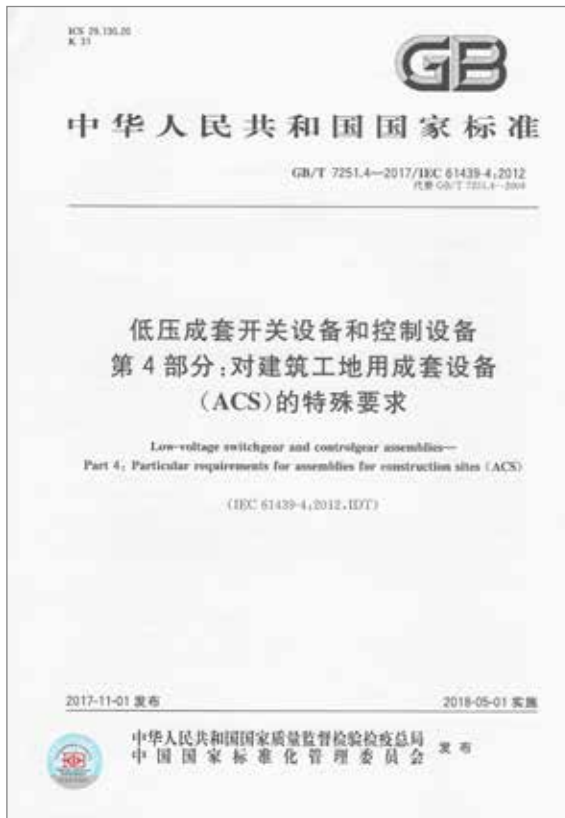 ICS 29.130.20
K 31
GB
中华人民共和国国家标准
GB/T 7251.4—2017/IEC 61439-4:2012
代替 GB/T 7251.4—2006
低压成套开关设备和控制设备
第 4 部分:对建筑工地用成套设备
(ACS)的特殊要求
Low-voltage switchgear and controlgear assemblies—
Part 4: Particular requirements for assemblies for construction sites (ACS)
(IEC 61439-4:2012,IDT)
2017-11-01 发布
2018-05-01 实施
中华人民共和国国家质量监督检验检疫总局
中国国家标准化管理委员会
发布